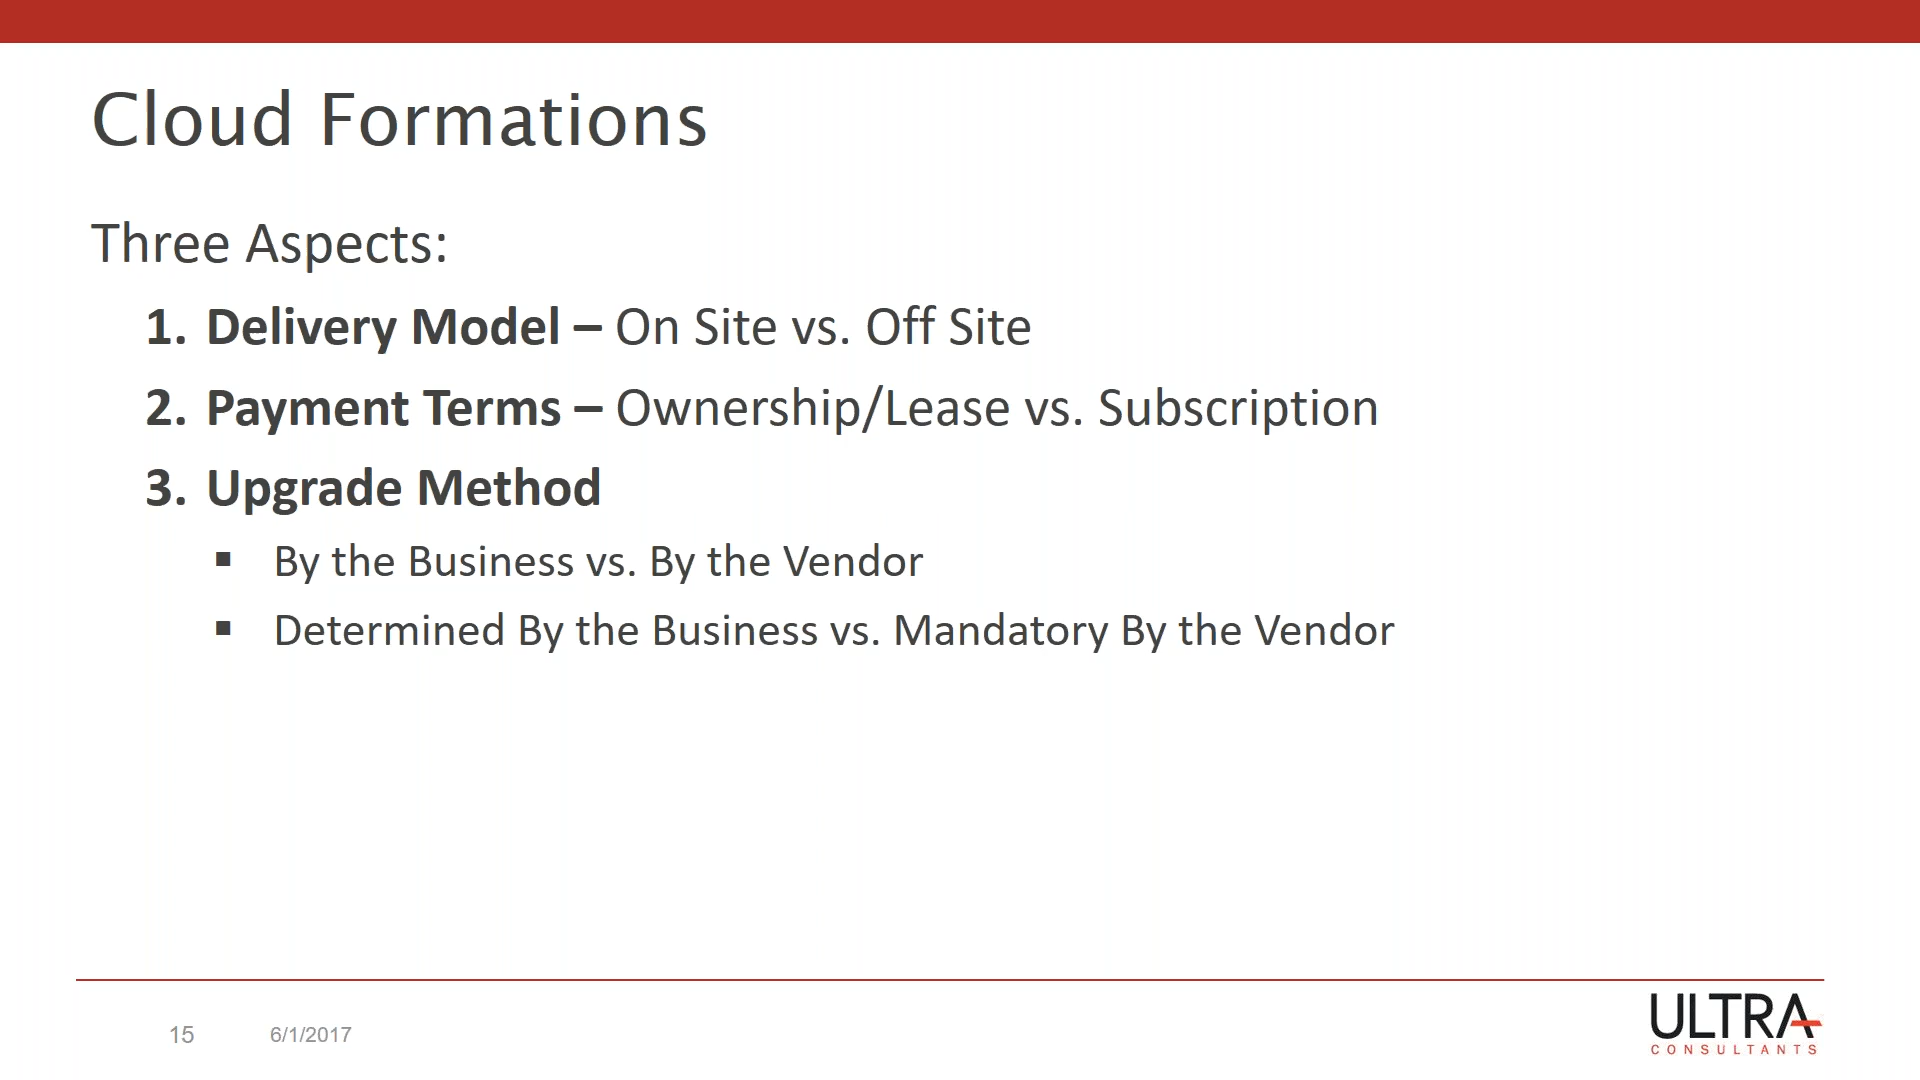 Cloud Formations
Three Aspects:
1. Delivery Model – On Site vs. Off Site
2. Payment Terms – Ownership/Lease vs. Subscription
3. Upgrade Method
▪ By the Business vs. By the Vendor
▪ Determined By the Business vs. Mandatory By the Vendor
15 6/1/2017
ULTRA
CONSULTANTS